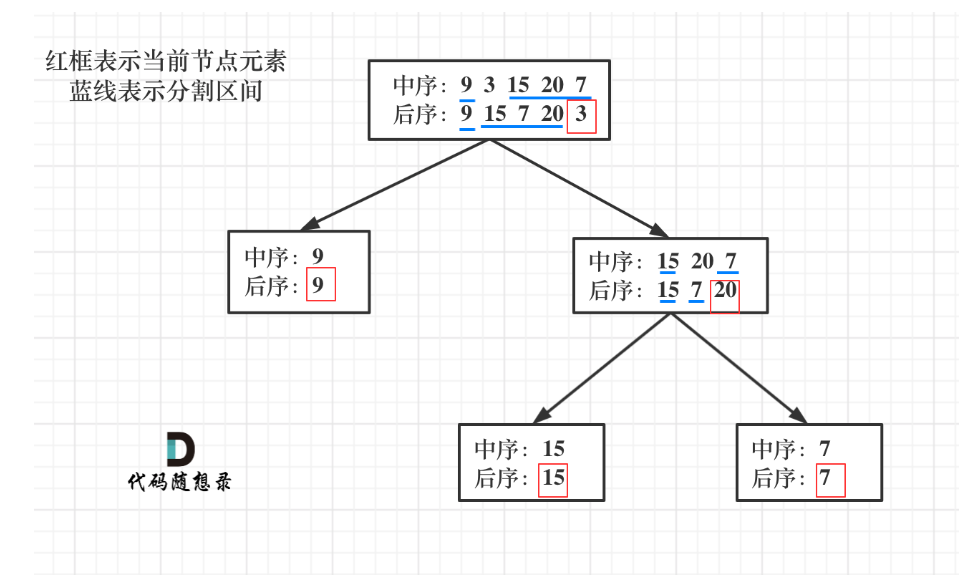 红框表示当前节点元素
蓝线表示分割区间
中序: 9 3 15 20 7
后序: 9 15 7 20 3
中序: 9
后序: 9
中序: 15 20 7
后序: 15 7 20
中序: 15
后序: 15
中序: 7
后序: 7
D
代码随想录